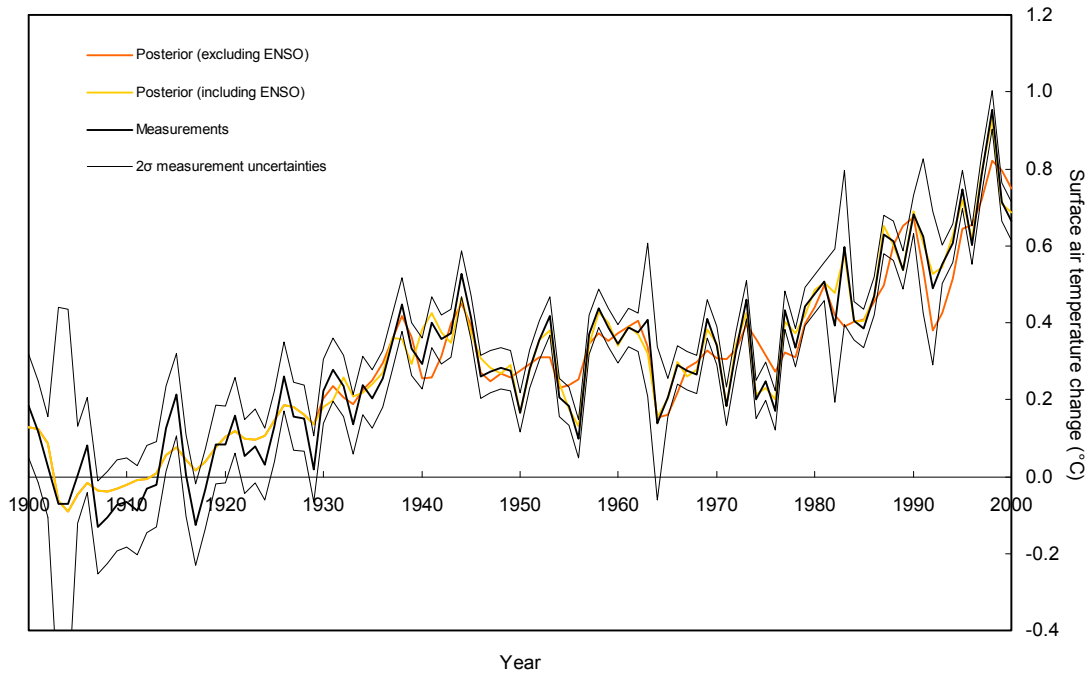 Posterior (excluding ENSO)
Posterior (including ENSO)
Measurements
2σ measurement uncertainties
1.2
1.0
0.8
0.6
0.4
0.2
0.0
-0.2
-0.4
Surface air temperature change (°C)
1900 1910 1920 1930 1940 1950 1960 1970 1980 1990 2000
Year